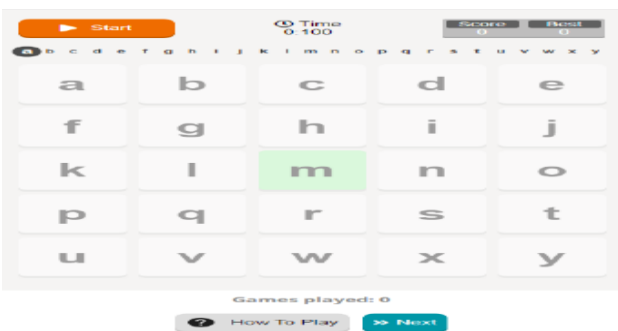 Start Time Score Best
0:100 0 0
a b c d e f g h i j k l m n o p q r s t u v w x y
a b c d e
f g h i j
k l m n o
p q r s t
u v w x y
Games played: 0
? How To Play >> Next